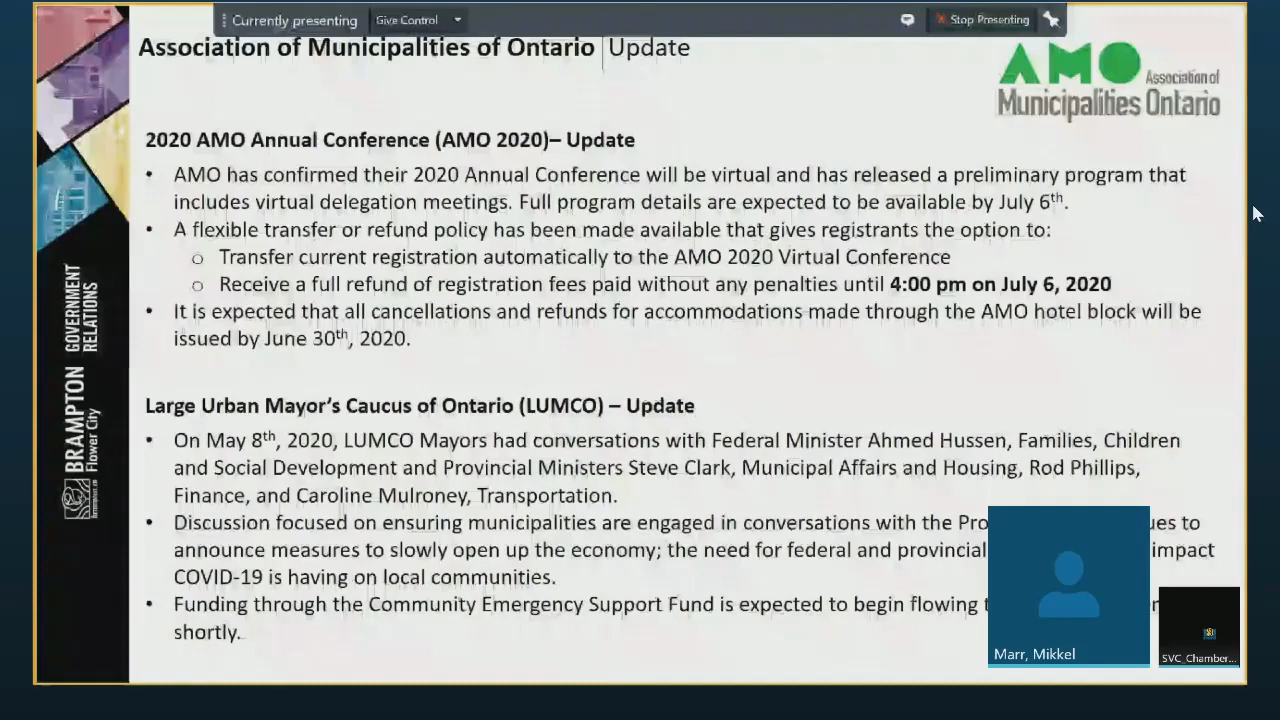 Currently presenting Give Control Stop Presenting
Association of Municipalities of Ontario Update
AMO Association of
Municipalities Ontario
2020 AMO Annual Conference (AMO 2020)– Update
• AMO has confirmed their 2020 Annual Conference will be virtual and has released a preliminary program that
includes virtual delegation meetings. Full program details are expected to be available by July 6th.
• A flexible transfer or refund policy has been made available that gives registrants the option to:
o Transfer current registration automatically to the AMO 2020 Virtual Conference
o Receive a full refund of registration fees paid without any penalties until 4:00 pm on July 6, 2020
• It is expected that all cancellations and refunds for accommodations made through the AMO hotel block will be
issued by June 30th, 2020.
Large Urban Mayor's Caucus of Ontario (LUMCO) – Update
• On May 8th, 2020, LUMCO Mayors had conversations with Federal Minister Ahmed Hussen, Families, Children
and Social Development and Provincial Ministers Steve Clark, Municipal Affairs and Housing, Rod Phillips,
Finance, and Caroline Mulroney, Transportation.
• Discussion focused on ensuring municipalities are engaged in conversations with the to
announce measures to slowly open up the economy; the need for federal and provincial impact
COVID-19 is having on local communities.
• Funding through the Community Emergency Support Fund is expected to begin flowing
shortly.
GOVERNMENT
RELATIONS
BRAMPTON
Flower City
Marr, Mikkel
SVC_Chamber...